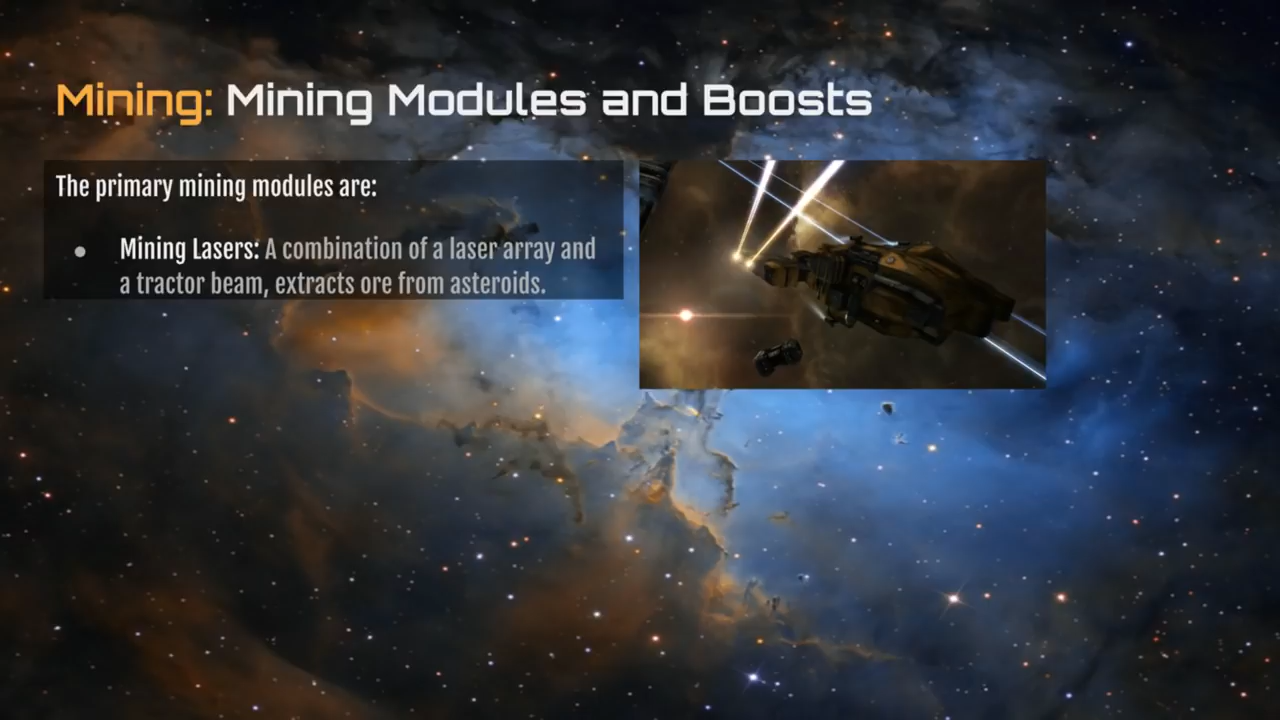 Mining: Mining Modules and Boosts
The primary mining modules are:
● Mining Lasers: A combination of a laser array and
a tractor beam, extracts ore from asteroids.